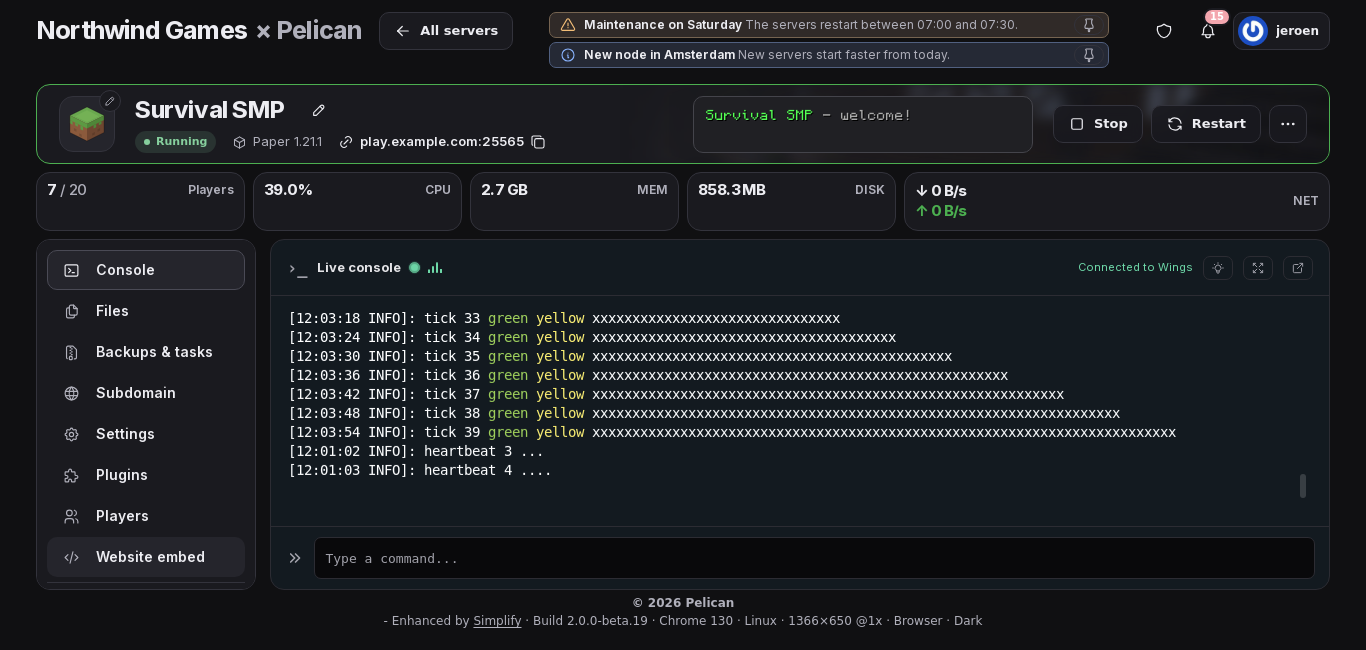 Northwind Games × Pelican
All servers
Maintenance on Saturday The servers restart between 07:00 and 07:30.
New node in Amsterdam New servers start faster from today.
15
jeroen
Survival SMP
Running
Paper 1.21.1
play.example.com:25565
Survival SMP - welcome!
Stop
Restart
7 / 20 Players
39.0% CPU
2.7 GB MEM
858.3 MB DISK
↓ 0 B/s
↑ 0 B/s
NET
Console
Files
Backups & tasks
Subdomain
Settings
Plugins
Players
Website embed
Live console
Connected to Wings
[12:03:18 INFO]: tick 33 green yellow xxxxxxxxxxxxxxxxxxxxxxxxxxxxxxx
[12:03:24 INFO]: tick 34 green yellow xxxxxxxxxxxxxxxxxxxxxxxxxxxxxxxxxxxxxx
[12:03:30 INFO]: tick 35 green yellow xxxxxxxxxxxxxxxxxxxxxxxxxxxxxxxxxxxxxxxxxxxxx
[12:03:36 INFO]: tick 36 green yellow xxxxxxxxxxxxxxxxxxxxxxxxxxxxxxxxxxxxxxxxxxxxxxxxxxxx
[12:03:42 INFO]: tick 37 green yellow xxxxxxxxxxxxxxxxxxxxxxxxxxxxxxxxxxxxxxxxxxxxxxxxxxxxxxxxxxx
[12:03:48 INFO]: tick 38 green yellow xxxxxxxxxxxxxxxxxxxxxxxxxxxxxxxxxxxxxxxxxxxxxxxxxxxxxxxxxxxxxxxxxx
[12:03:54 INFO]: tick 39 green yellow xxxxxxxxxxxxxxxxxxxxxxxxxxxxxxxxxxxxxxxxxxxxxxxxxxxxxxxxxxxxxxxxxxxxxxxxx
[12:01:02 INFO]: heartbeat 3 ...
[12:01:03 INFO]: heartbeat 4 ....
Type a command...
© 2026 Pelican
- Enhanced by Simplify · Build 2.0.0-beta.19 · Chrome 130 · Linux · 1366×650 @1x · Browser · Dark